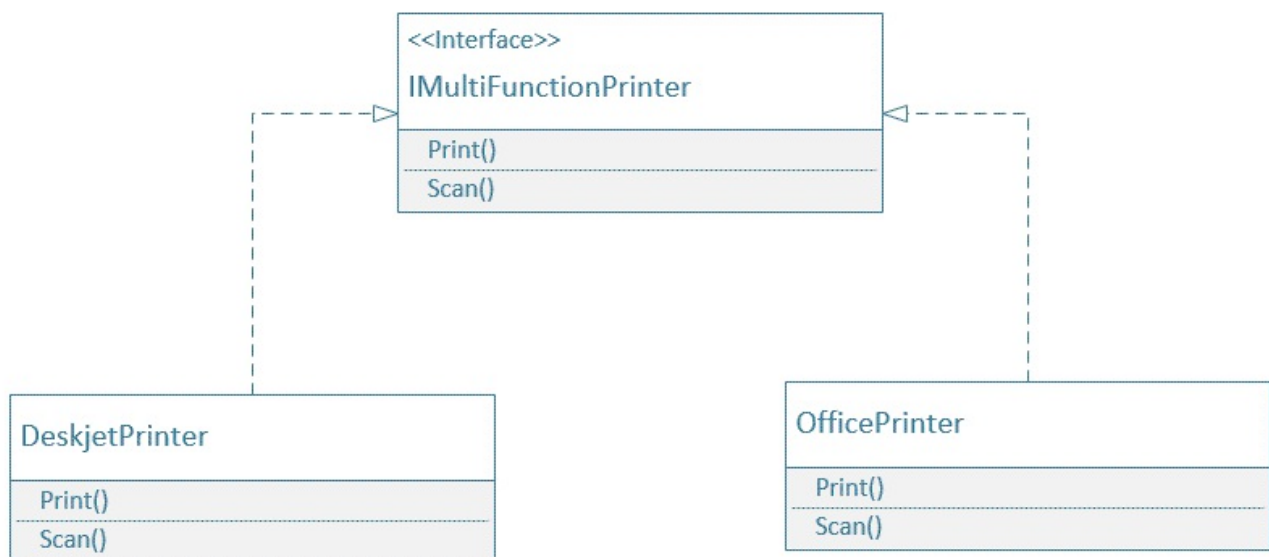 <<Interface>>
IMultiFunctionPrinter
Print()
Scan()
DeskjetPrinter
Print()
Scan()
OfficePrinter
Print()
Scan()